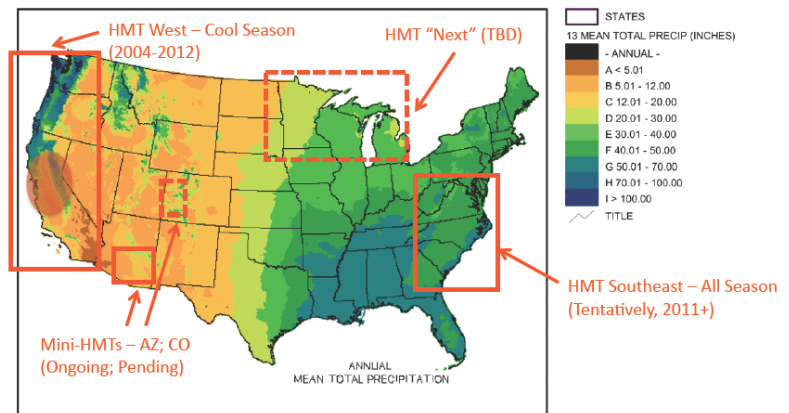 HMT West – Cool Season
(2004-2012)
HMT “Next” (TBD)
STATES
13 MEAN TOTAL PRECIP (INCHES)
- ANNUAL -
A < 5.01
B 5.01 - 12.00
C 12.01 - 20.00
D 20.01 - 30.00
E 30.01 - 40.00
F 40.01 - 50.00
G 50.01 - 70.00
H 70.01 - 100.00
I > 100.00
TITLE
HMT Southeast – All Season
(Tentatively, 2011+)
Mini-HMTs – AZ; CO
(Ongoing; Pending)
ANNUAL
MEAN TOTAL PRECIPITATION